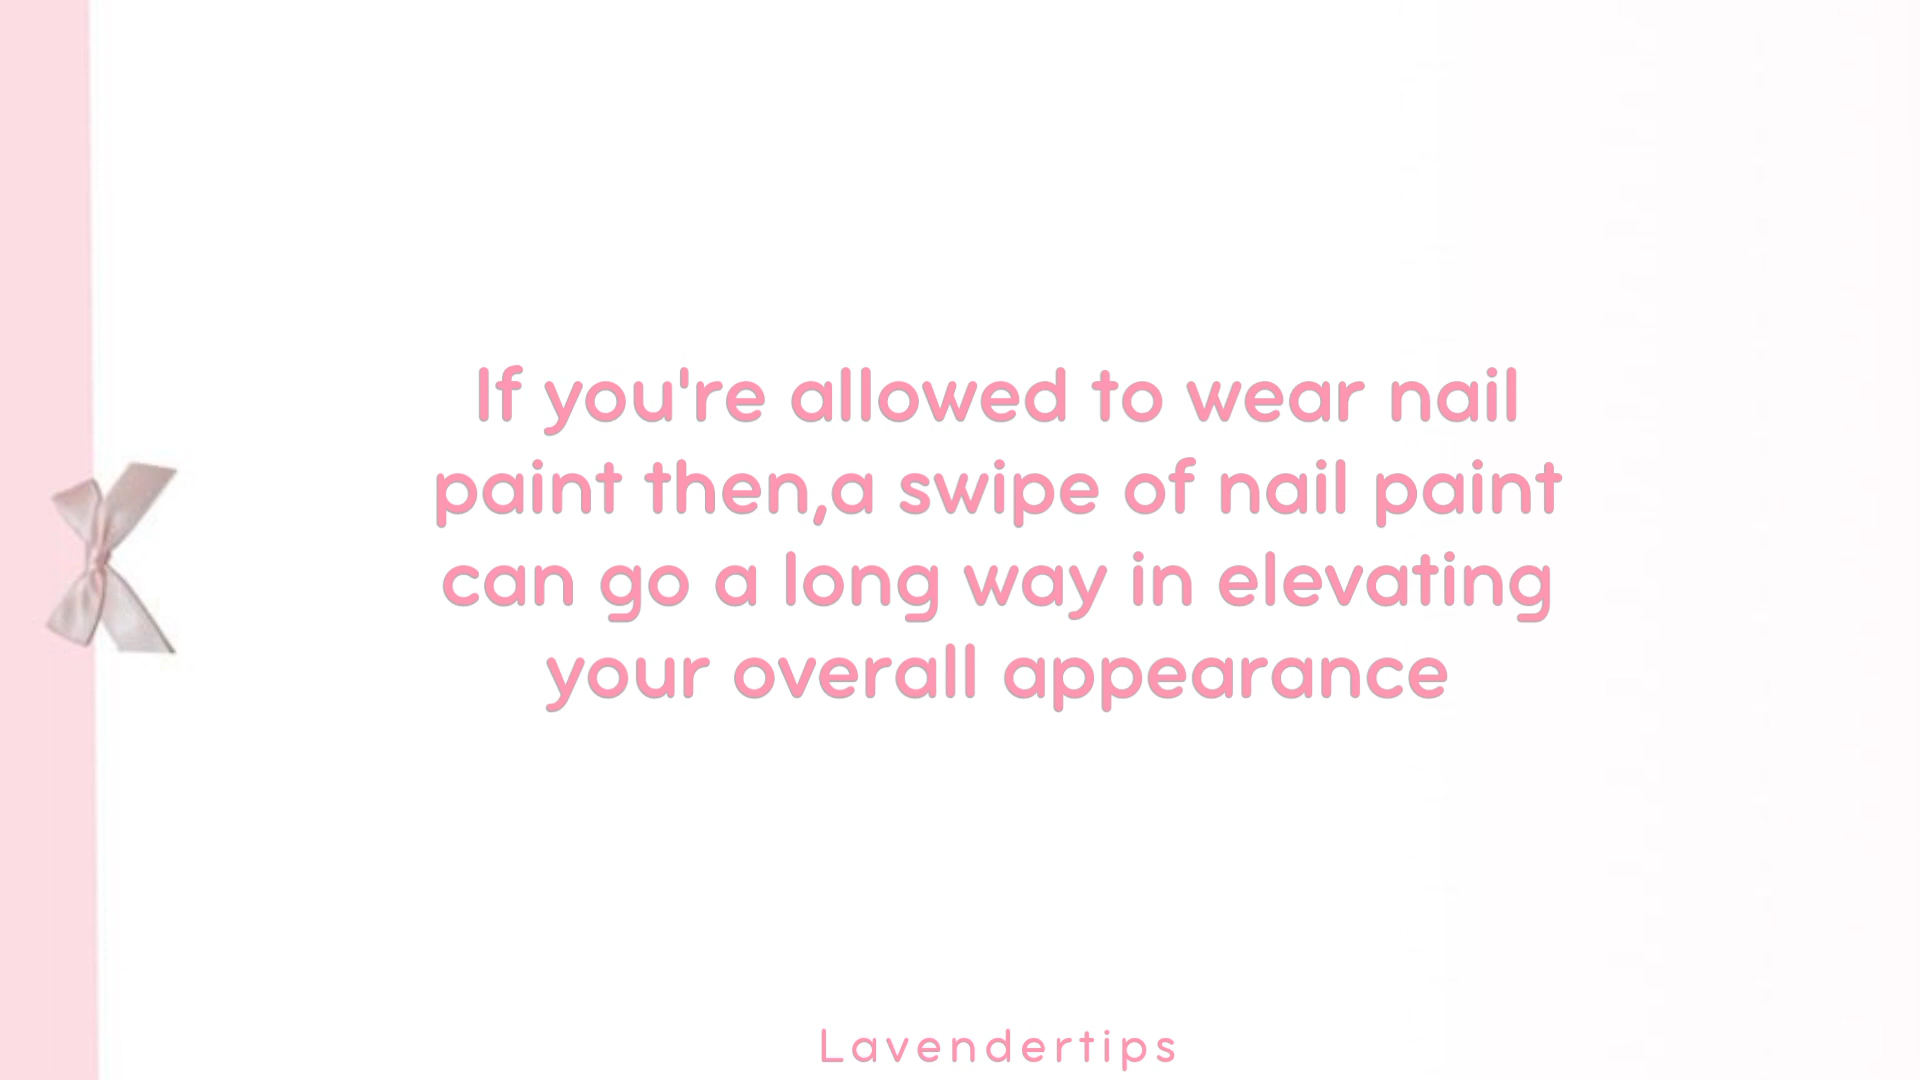 If you're allowed to wear nail
paint then,a swipe of nail paint
can go a long way in elevating
your overall appearance
Lavendertips